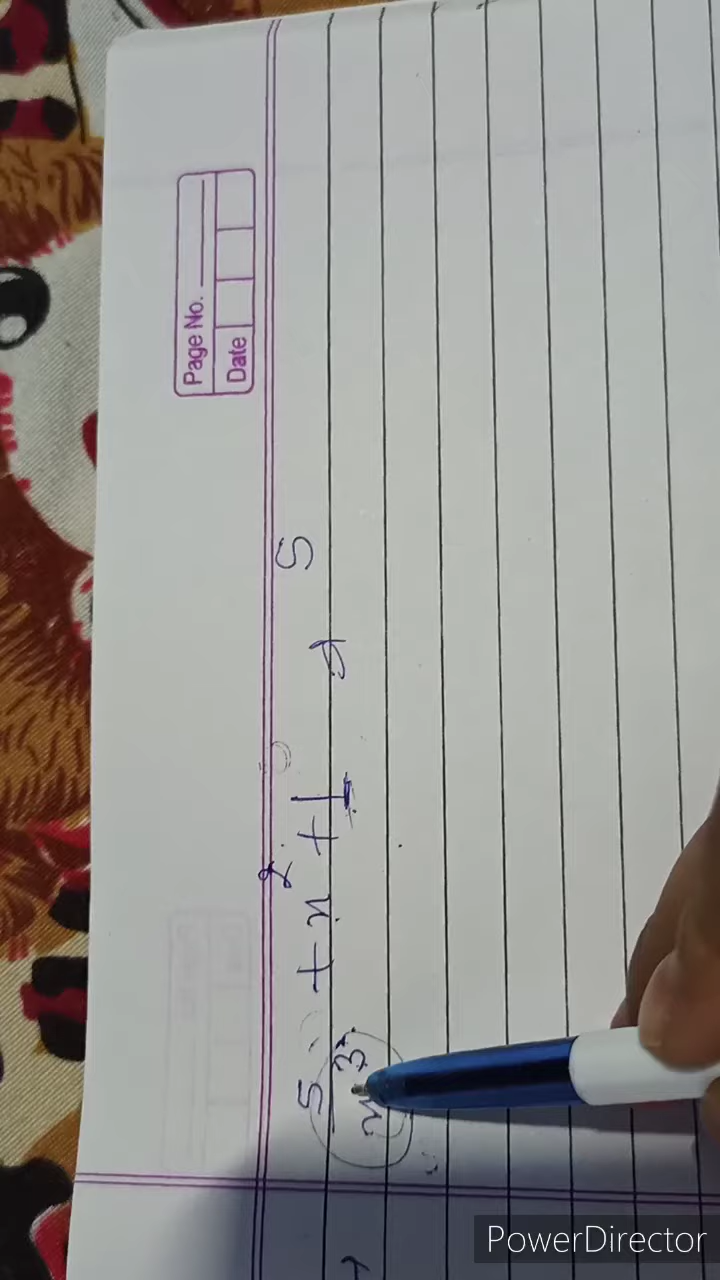 Page No.
Date
5/x³ + x² + 1 → 5
PowerDirector